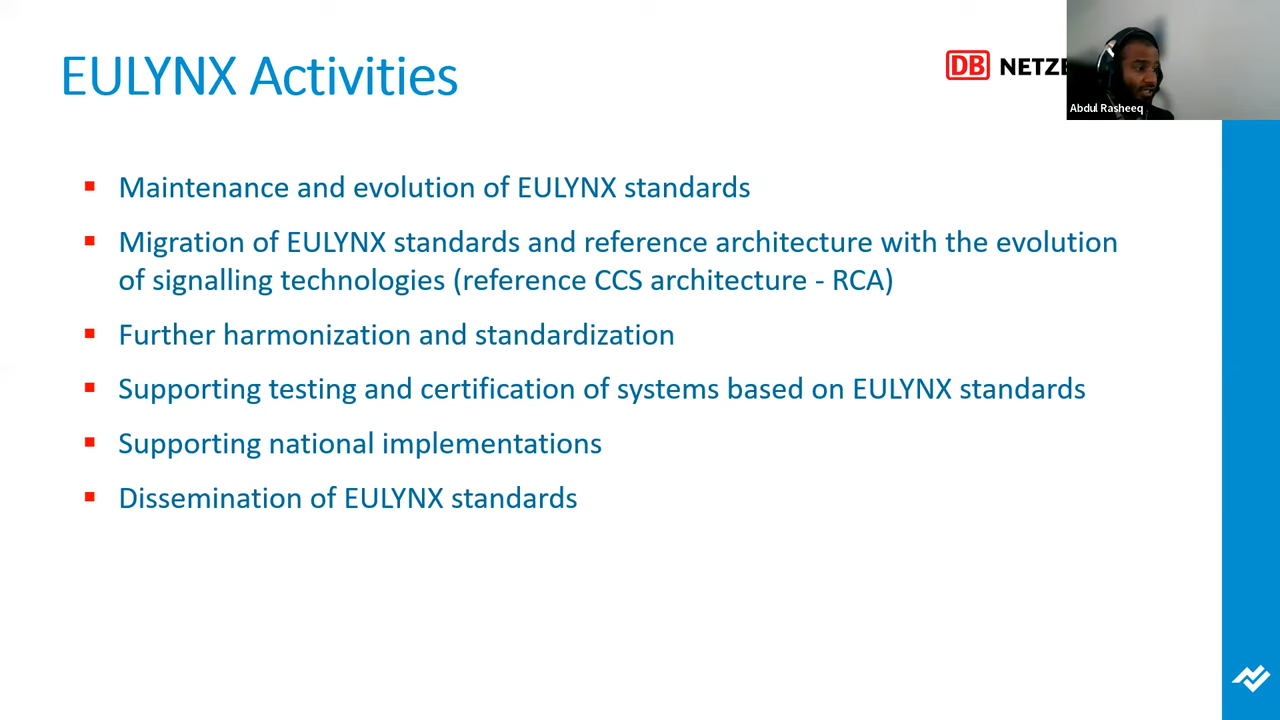 EULYNX Activities
DB NETZE
Abdul Rasheeq
▪ Maintenance and evolution of EULYNX standards
▪ Migration of EULYNX standards and reference architecture with the evolution
of signalling technologies (reference CCS architecture - RCA)
▪ Further harmonization and standardization
▪ Supporting testing and certification of systems based on EULYNX standards
▪ Supporting national implementations
▪ Dissemination of EULYNX standards